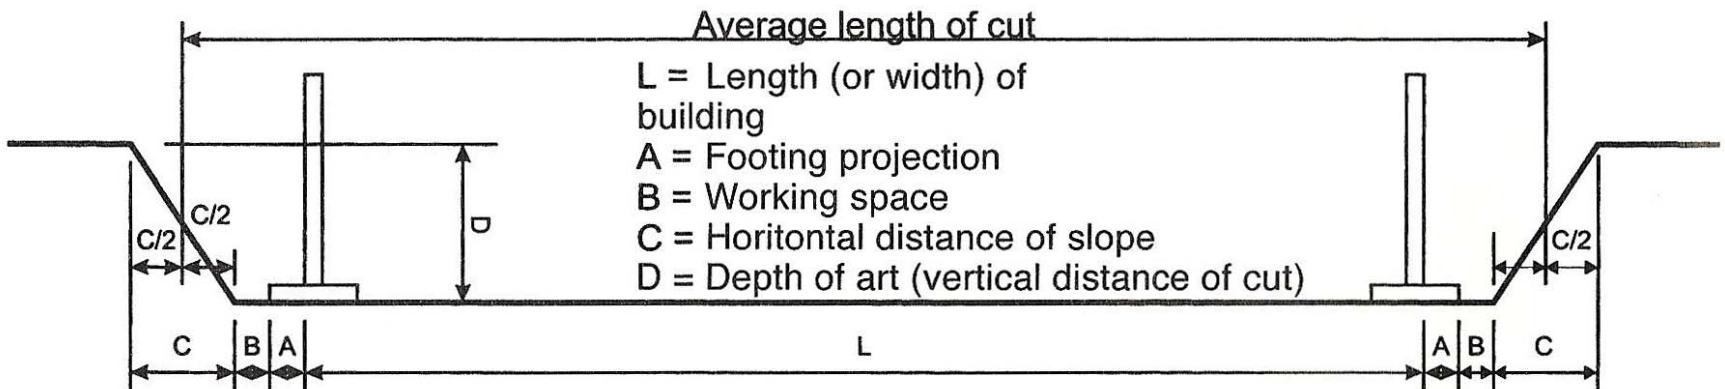 Average length of cut
L = Length (or width) of
building
A = Footing projection
B = Working space
C = Horitontal distance of slope
D = Depth of art (vertical distance of cut)
C/2
C/2
D
C/2
C
B
A
L
A
B
C